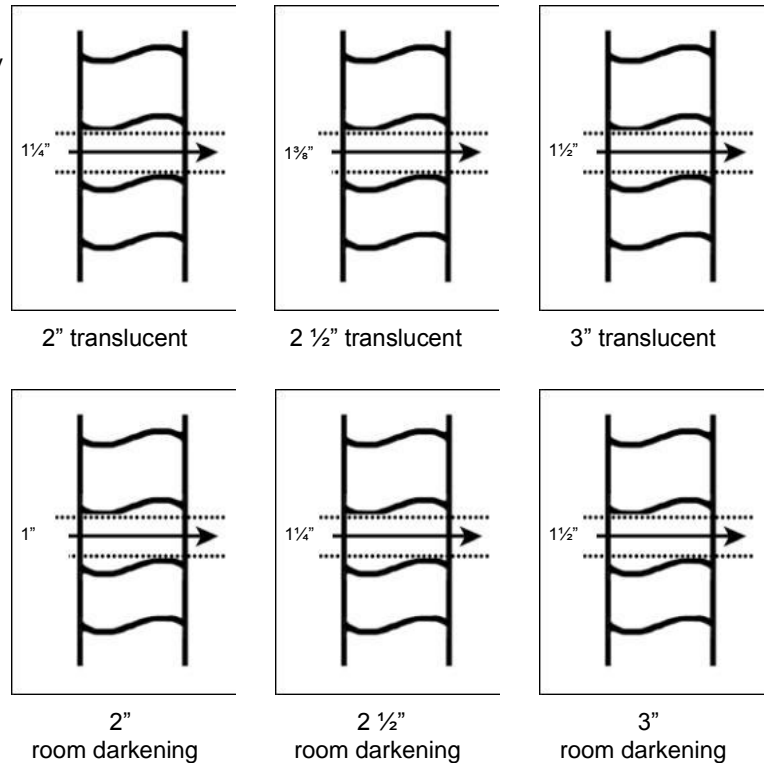 1¼”
1⅜”
1½”
2” translucent
2 ½” translucent
3” translucent
1”
1¼”
1½”
2”
room darkening
2 ½”
room darkening
3”
room darkening